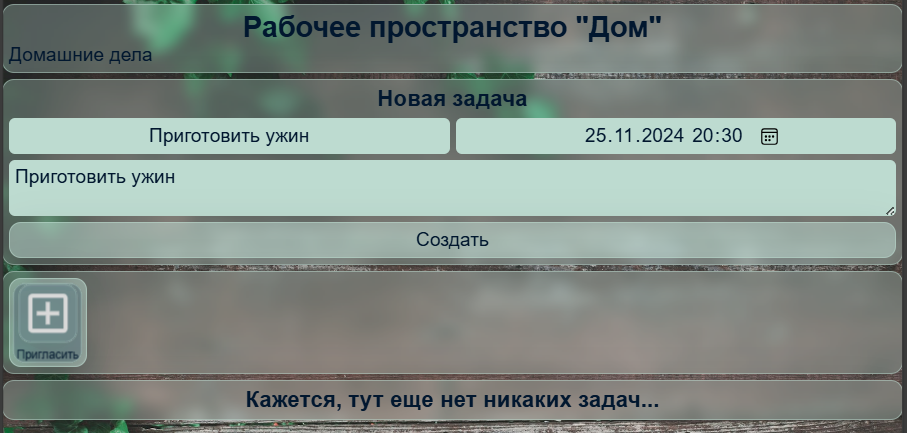 Рабочее пространство "Дом"
Домашние дела
Новая задача
Приготовить ужин
25.11.2024 20:30
Приготовить ужин
Создать
Пригласить
Кажется, тут еще нет никаких задач...